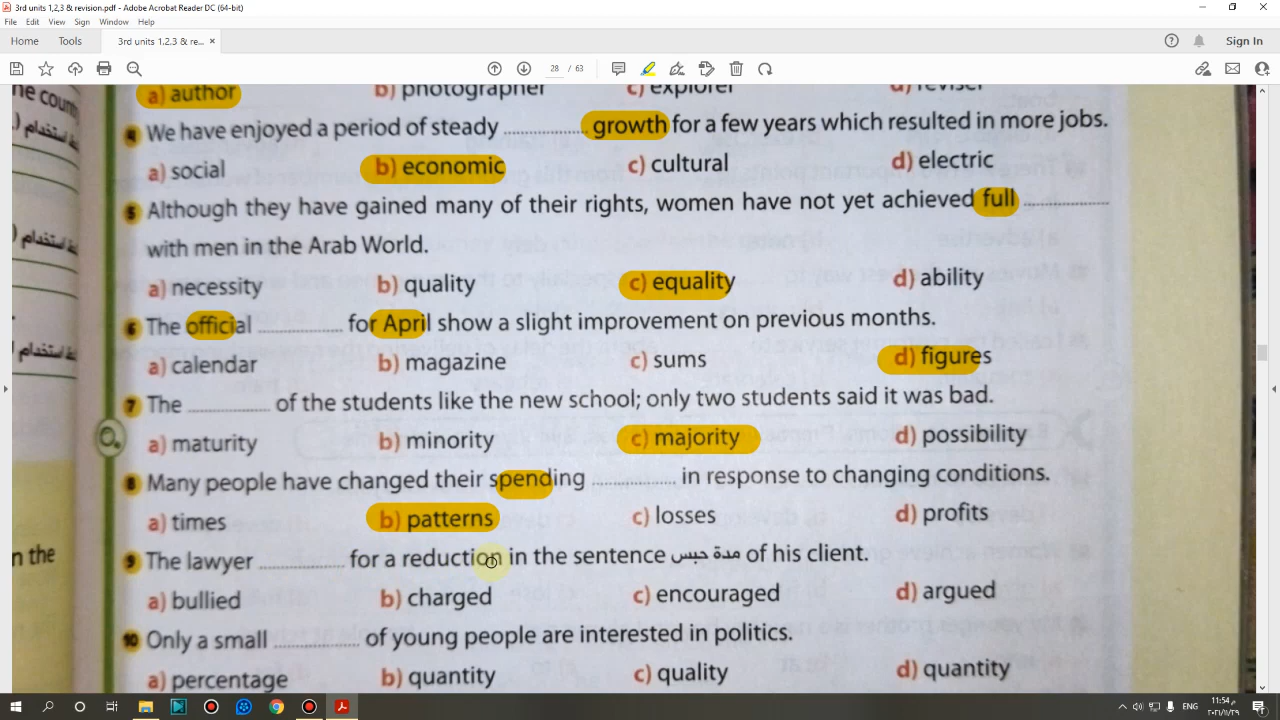 3rd units 1,2,3 & revision.pdf - Adobe Acrobat Reader DC (64-bit)
File Edit View Sign Window Help
Home Tools 3rd units 1,2,3 & re... × Sign In
28 / 63
a) author b) photographer c) explorer d) reviser
4 We have enjoyed a period of steady .............. growth for a few years which resulted in more jobs.
a) social b) economic c) cultural d) electric
5 Although they have gained many of their rights, women have not yet achieved full ..............
with men in the Arab World.
a) necessity b) quality c) equality d) ability
6 The official .............. for April show a slight improvement on previous months.
a) calendar b) magazine c) sums d) figures
7 The .............. of the students like the new school; only two students said it was bad.
a) maturity b) minority c) majority d) possibility
8 Many people have changed their spending .............. in response to changing conditions.
a) times b) patterns c) losses d) profits
9 The lawyer .............. for a reduction in the sentence مدة حبس of his client.
a) bullied b) charged c) encouraged d) argued
10 Only a small .............. of young people are interested in politics.
a) percentage b) quantity c) quality d) quantity
n the
ENG 11:54 م